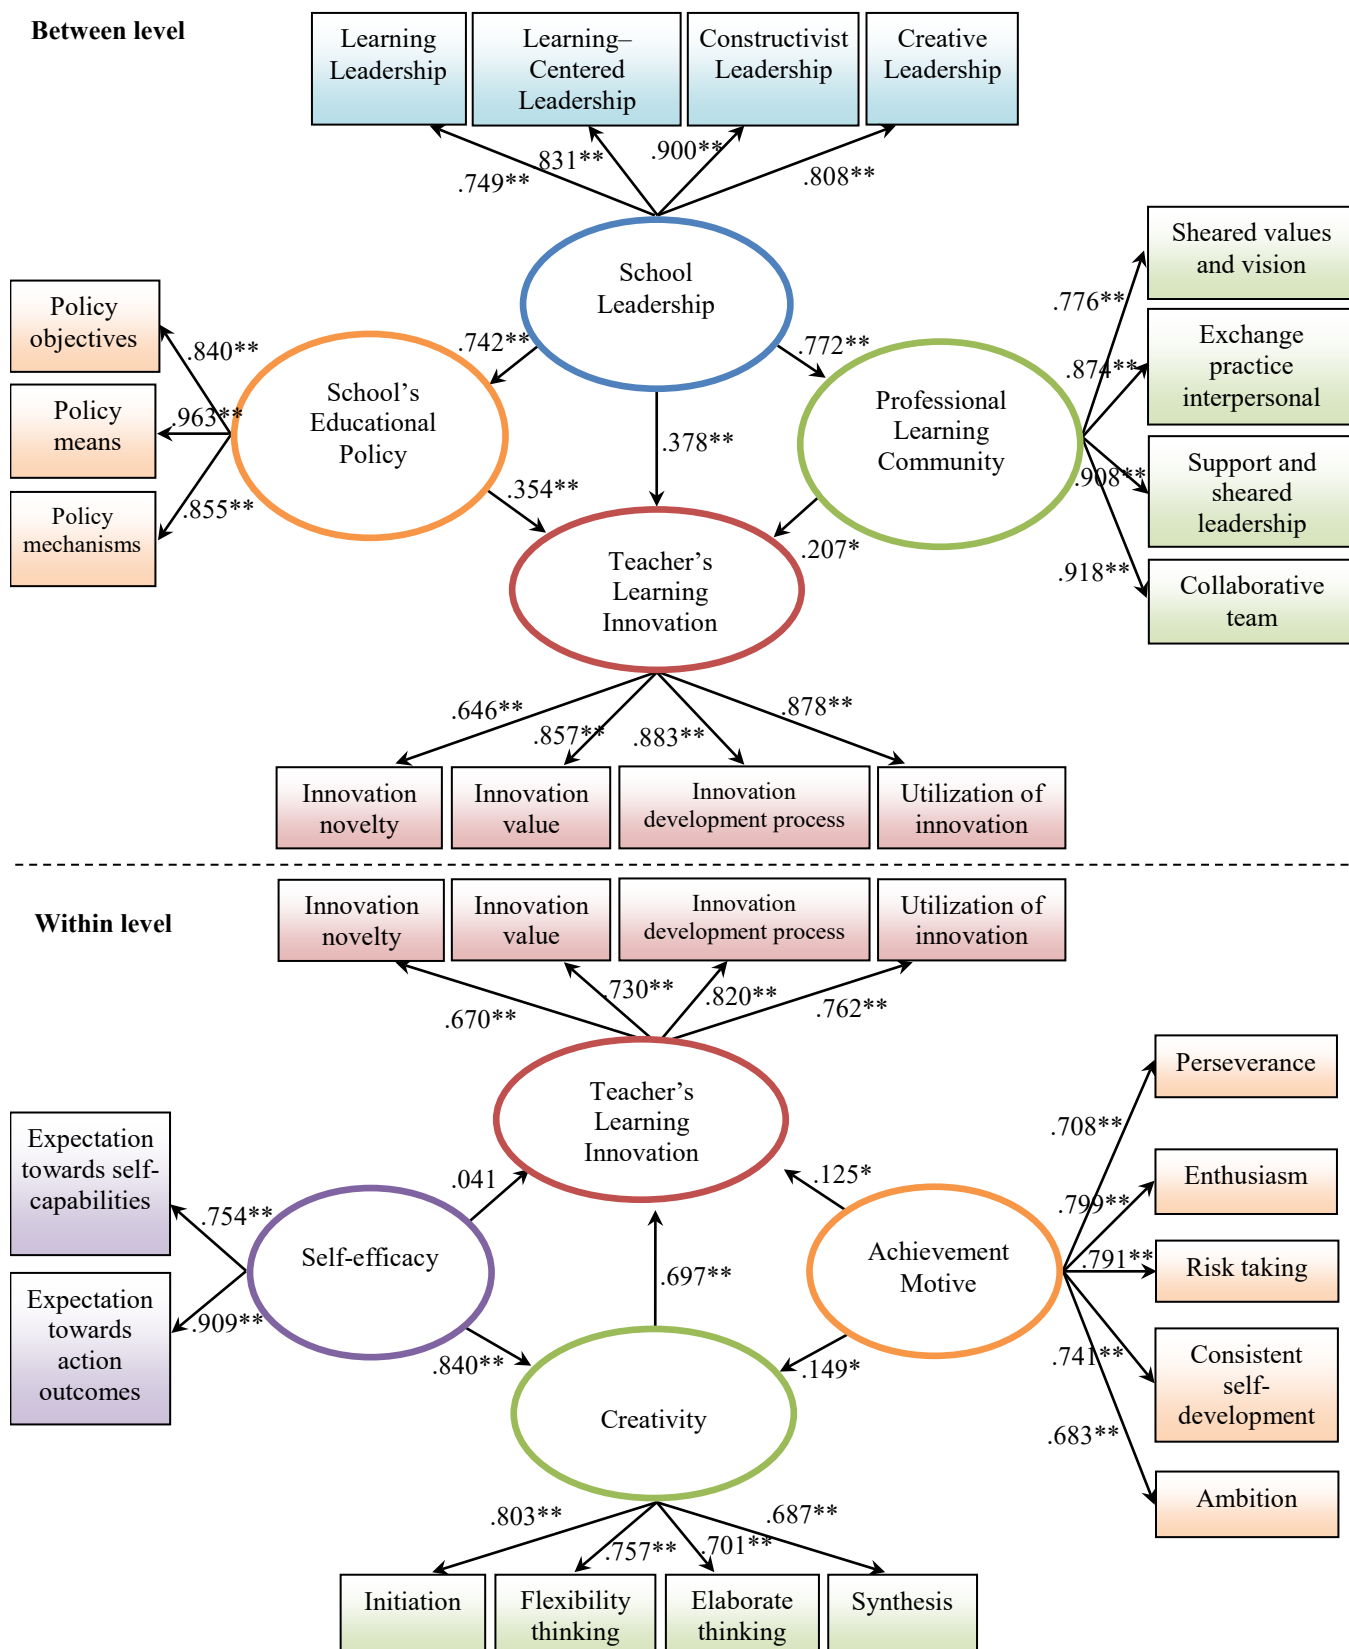 Between level
Learning
Leadership
Learning–
Centered
Leadership
Constructivist
Leadership
Creative
Leadership
.749**
831**
.900**
.808**
School
Leadership
Sheared values
and vision
Exchange
practice
interpersonal
Support and
sheared
leadership
Collaborative
team
.776**
.874**
.908**
.918**
Policy
objectives
Policy
means
Policy
mechanisms
.840**
.963**
.855**
.742**
.772**
School’s
Educational
Policy
Professional
Learning
Community
.378**
.354**
.207*
Teacher’s
Learning
Innovation
.646**
.857**
.883**
.878**
Innovation
novelty
Innovation
value
Innovation
development process
Utilization of
innovation
Within level
Innovation
novelty
Innovation
value
Innovation
development process
Utilization of
innovation
.670**
.730**
.820**
.762**
Teacher’s
Learning
Innovation
Expectation
towards self-
capabilities
Expectation
towards
action
outcomes
.754**
.909**
Self-efficacy
.041
.125*
.697**
.840**
.149*
Achievement
Motive
.708**
.799**
.791**
.741**
.683**
Perseverance
Enthusiasm
Risk taking
Consistent
self-
development
Ambition
Creativity
.803**
.757**
.701**
.687**
Initiation
Flexibility
thinking
Elaborate
thinking
Synthesis